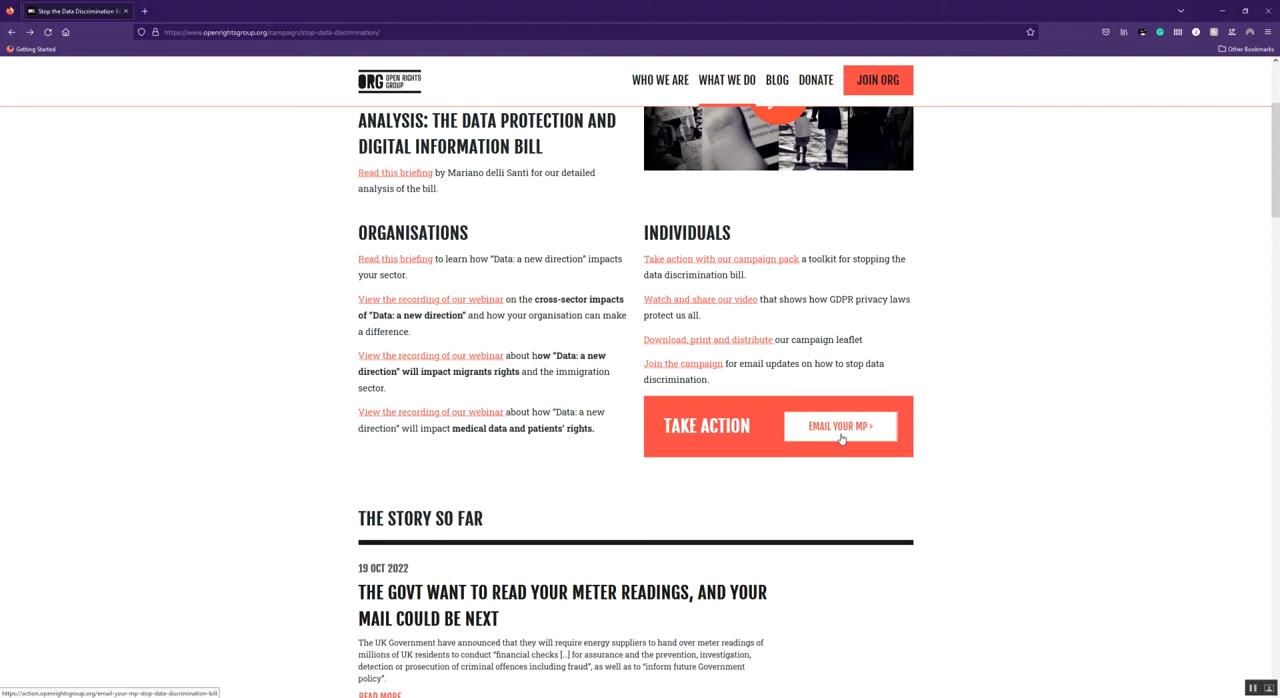 Stop the Data Discrimination B
https://www.openrightsgroup.org/campaign/stop-data-discrimination/
Getting Started
Other Bookmarks
ORG OPEN RIGHTS GROUP
WHO WE ARE
WHAT WE DO
BLOG
DONATE
JOIN ORG
ANALYSIS: THE DATA PROTECTION AND
DIGITAL INFORMATION BILL
Read this briefing by Mariano delli Santi for our detailed
analysis of the bill.
ORGANISATIONS
Read this briefing to learn how “Data: a new direction” impacts
your sector.
View the recording of our webinar on the cross-sector impacts
of “Data: a new direction” and how your organisation can make
a difference.
View the recording of our webinar about how “Data: a new
direction” will impact migrants rights and the immigration
sector.
View the recording of our webinar about how “Data: a new
direction” will impact medical data and patients’ rights.
INDIVIDUALS
Take action with our campaign pack a toolkit for stopping the
data discrimination bill.
Watch and share our video that shows how GDPR privacy laws
protect us all.
Download, print and distribute our campaign leaflet
Join the campaign for email updates on how to stop data
discrimination.
TAKE ACTION
EMAIL YOUR MP >
THE STORY SO FAR
19 OCT 2022
THE GOVT WANT TO READ YOUR METER READINGS, AND YOUR
MAIL COULD BE NEXT
The UK Government have announced that they will require energy suppliers to hand over meter readings of
millions of UK residents to conduct “financial checks […] for assurance and the prevention, investigation,
detection or prosecution of criminal offences including fraud”, as well as to “inform future Government
policy”.
READ MORE
https://action.openrightsgroup.org/email-your-mp-stop-data-discrimination-bill